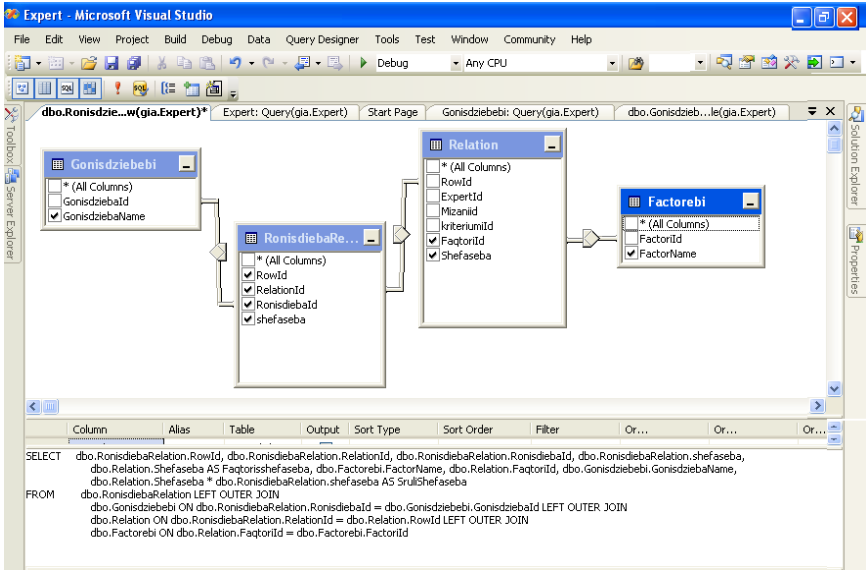 Expert - Microsoft Visual Studio
File Edit View Project Build Debug Data Query Designer Tools Test Window Community Help
Debug Any CPU
SQL
dbo.Ronisdzie...w(gia.Expert)* Expert: Query(gia.Expert) Start Page Gonisdziebebi: Query(gia.Expert) dbo.Gonisdzieb...le(gia.Expert)
Toolbox
Server Explorer
Solution Explorer
Properties
Gonisdziebebi
* (All Columns)
GonisdziebaId
GonisdziebaName
RonisdiebaRe...
* (All Columns)
RowId
RelationId
RonisdiebaId
shefaseba
Relation
* (All Columns)
RowId
ExpertId
Mizaniid
kriteriumiId
FaqtoriId
Shefaseba
Factorebi
* (All Columns)
FactoriId
FactorName
Column Alias Table Output Sort Type Sort Order Filter Or... Or... Or...
SELECT dbo.RonisdiebaRelation.RowId, dbo.RonisdiebaRelation.RelationId, dbo.RonisdiebaRelation.RonisdiebaId, dbo.RonisdiebaRelation.shefaseba,
dbo.Relation.Shefaseba AS Faqtorisshefaseba, dbo.Factorebi.FactorName, dbo.Relation.FaqtoriId, dbo.Gonisdziebebi.GonisdziebaName,
dbo.Relation.Shefaseba * dbo.RonisdiebaRelation.shefaseba AS SruliShefaseba
FROM dbo.RonisdiebaRelation LEFT OUTER JOIN
dbo.Gonisdziebebi ON dbo.RonisdiebaRelation.RonisdiebaId = dbo.Gonisdziebebi.GonisdziebaId LEFT OUTER JOIN
dbo.Relation ON dbo.RonisdiebaRelation.RelationId = dbo.Relation.RowId LEFT OUTER JOIN
dbo.Factorebi ON dbo.Relation.FaqtoriId = dbo.Factorebi.FactoriId